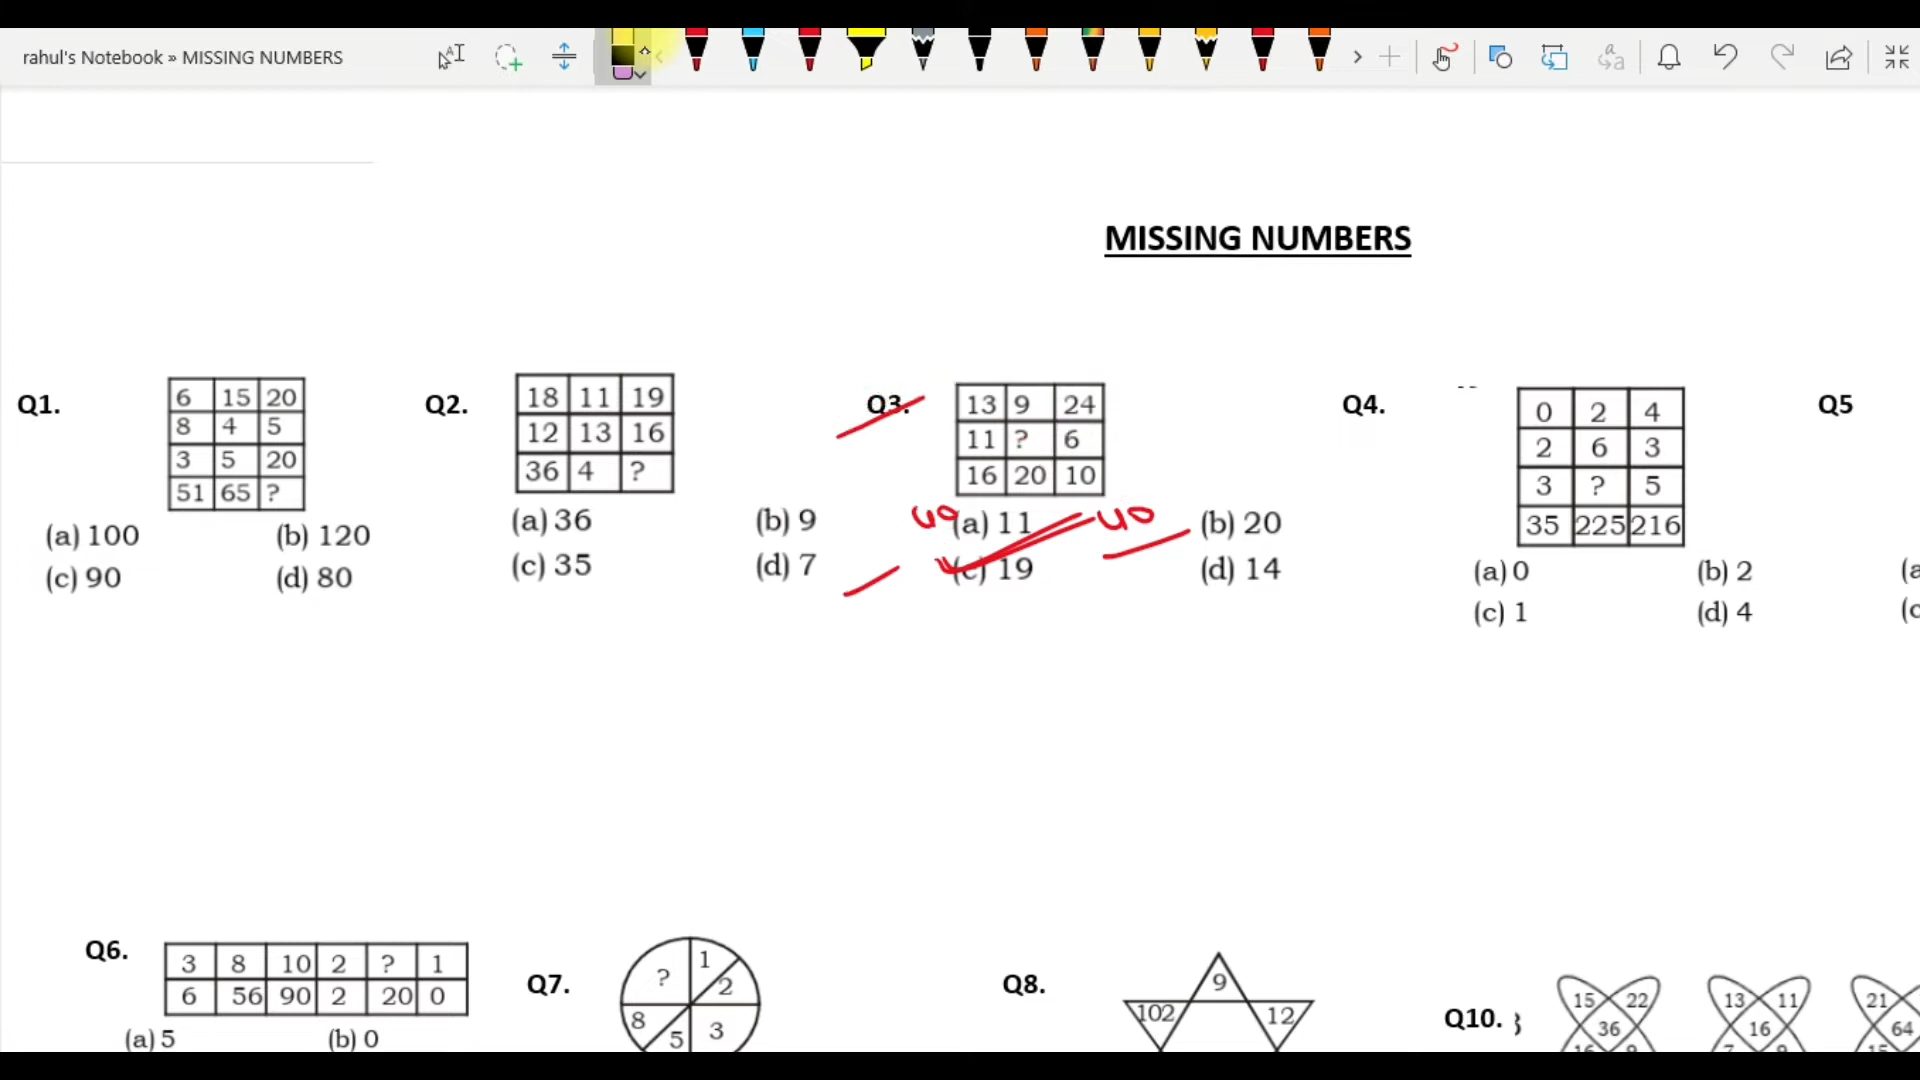 rahul's Notebook » MISSING NUMBERS
MISSING NUMBERS
Q1.
6 15 20
8 4 5
3 5 20
51 65 ?
(a) 100 (b) 120
(c) 90 (d) 80
Q2.
18 11 19
12 13 16
36 4 ?
(a) 36 (b) 9
(c) 35 (d) 7
Q3.
13 9 24
11 ? 6
16 20 10
40 40
(a) 11 (b) 20
(c) 19 (d) 14
Q4.
0 2 4
2 6 3
3 ? 5
35 225 216
(a) 0 (b) 2
(c) 1 (d) 4
Q5
(a
(c
Q6.
3 8 10 2 ? 1
6 56 90 2 20 0
(a) 5 (b) 0
Q7.
? 1
2
8 3
5
Q8.
9
102 12
Q10.
15 22
36
13 11
16
21
64